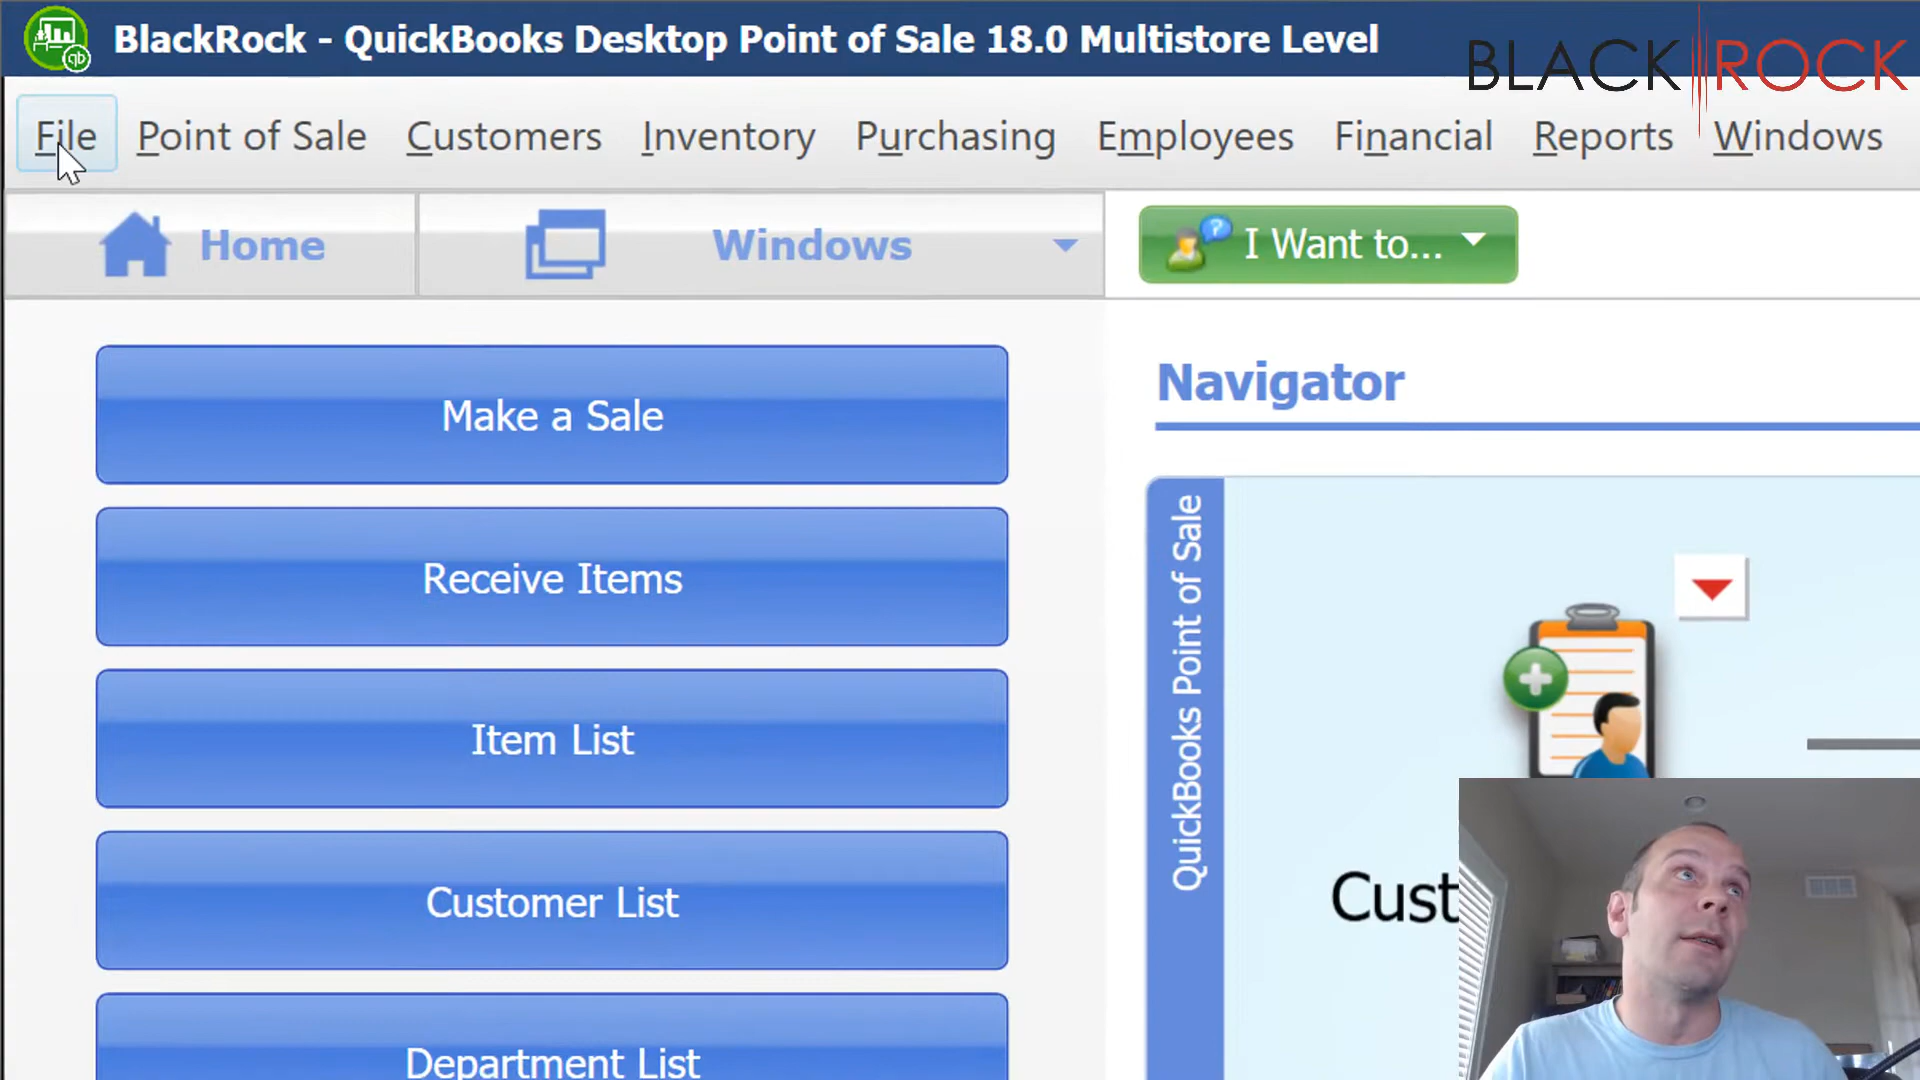 BlackRock - QuickBooks Desktop Point of Sale 18.0 Multistore Level
BLACK ROCK
File Point of Sale Customers Inventory Purchasing Employees Financial Reports Windows
Home Windows I Want to...
Make a Sale
Receive Items
Item List
Customer List
Department List
Navigator
QuickBooks Point of Sale
Cust
qb